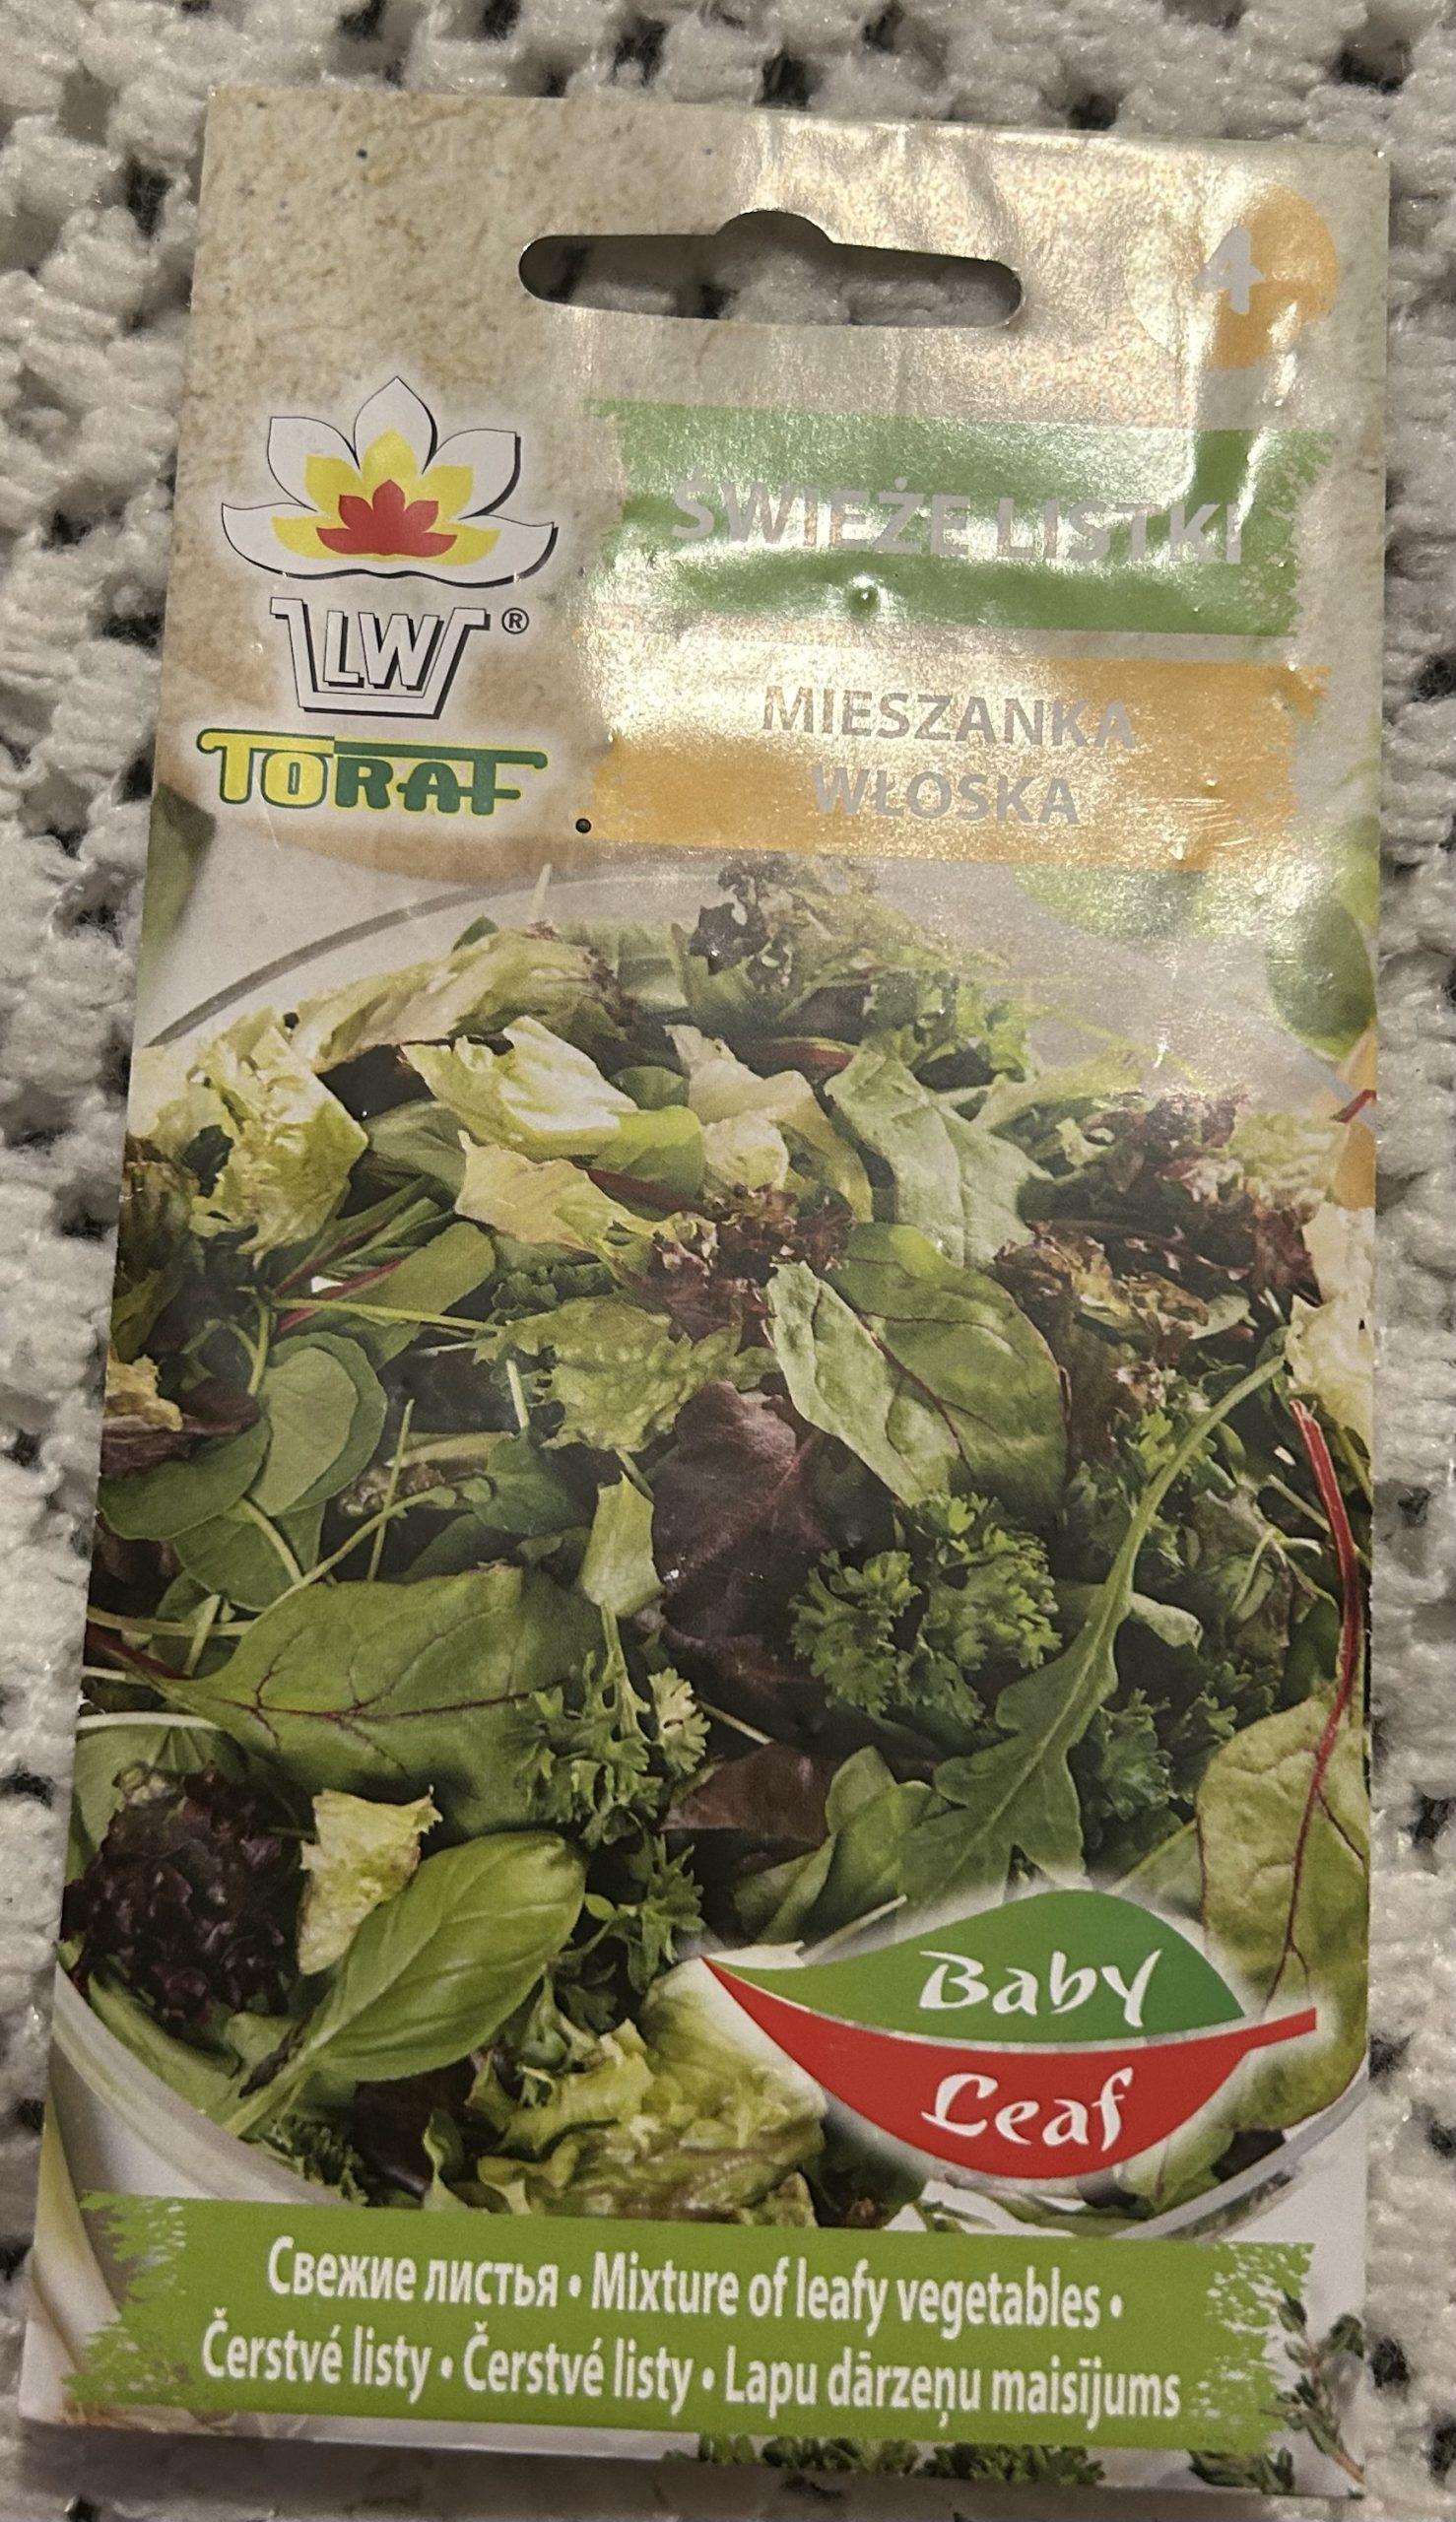 4
ŚWIEŻE LISTKI
LW®
MIESZANKA
WŁOSKA
TORAF
Baby
Leaf
Свежие листья • Mixture of leafy vegetables •
Čerstvé listy • Čerstvé listy • Lapu dārzeņu maisījums